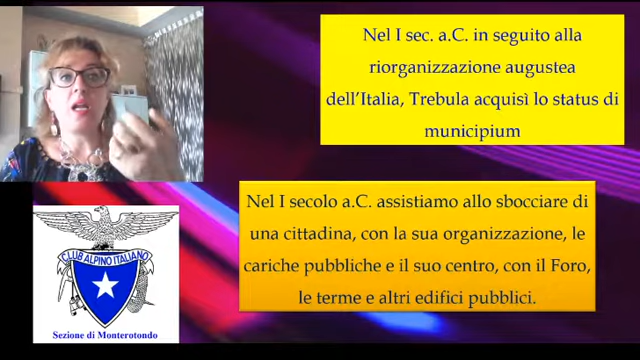 Nel I sec. a.C. in seguito alla
riorganizzazione augustea
dell'Italia, Trebula acquisì lo status di
municipium
Nel I secolo a.C. assistiamo allo sbocciare di
una cittadina, con la sua organizzazione, le
cariche pubbliche e il suo centro, con il Foro,
le terme e altri edifici pubblici.
CLUB ALPINO ITALIANO
Sezione di Monterotondo